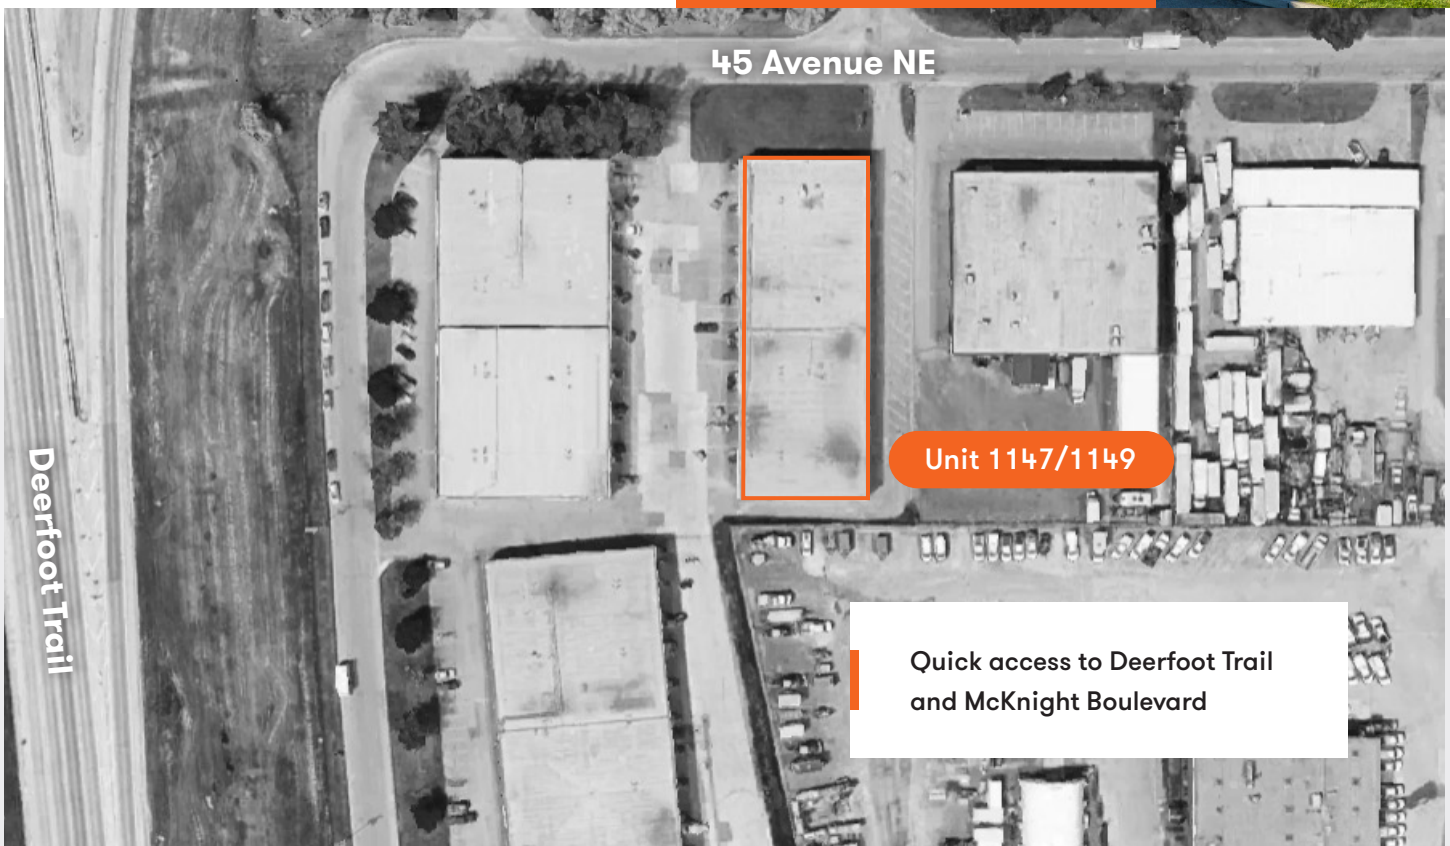 45 Avenue NE
Unit 1147/1149
Deerfoot Trail
Quick access to Deerfoot Trail
and McKnight Boulevard